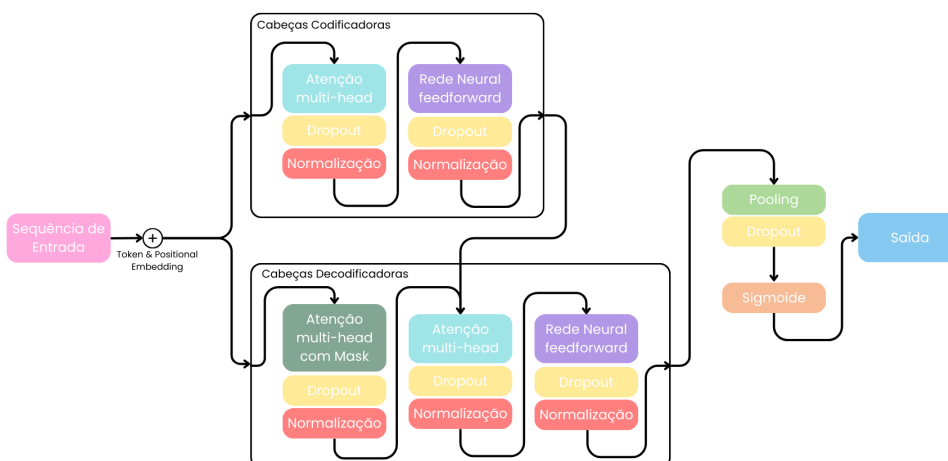 Cabeças Codificadoras
Atenção
multi-head
Dropout
Normalização
Rede Neural
feedforward
Dropout
Normalização
Sequência de
Entrada
+
Token & Positional
Embedding
Cabeças Decodificadoras
Atenção
multi-head
com Mask
Dropout
Normalização
Atenção
multi-head
Dropout
Normalização
Rede Neural
feedforward
Dropout
Normalização
Pooling
Dropout
Sigmoide
Saída